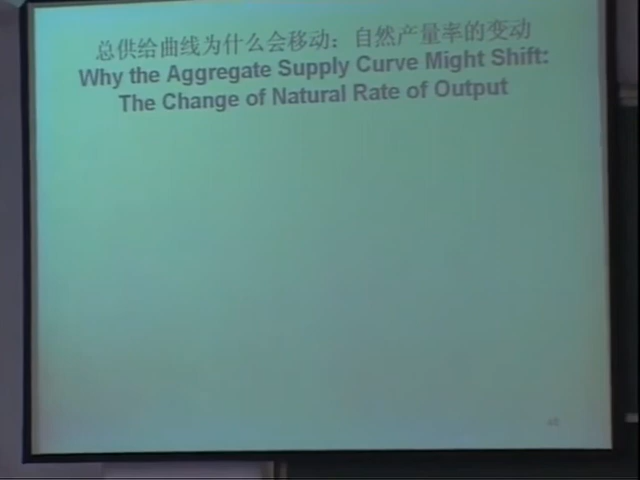 总供给曲线为什么会移动：自然产量率的变动
Why the Aggregate Supply Curve Might Shift:
The Change of Natural Rate of Output